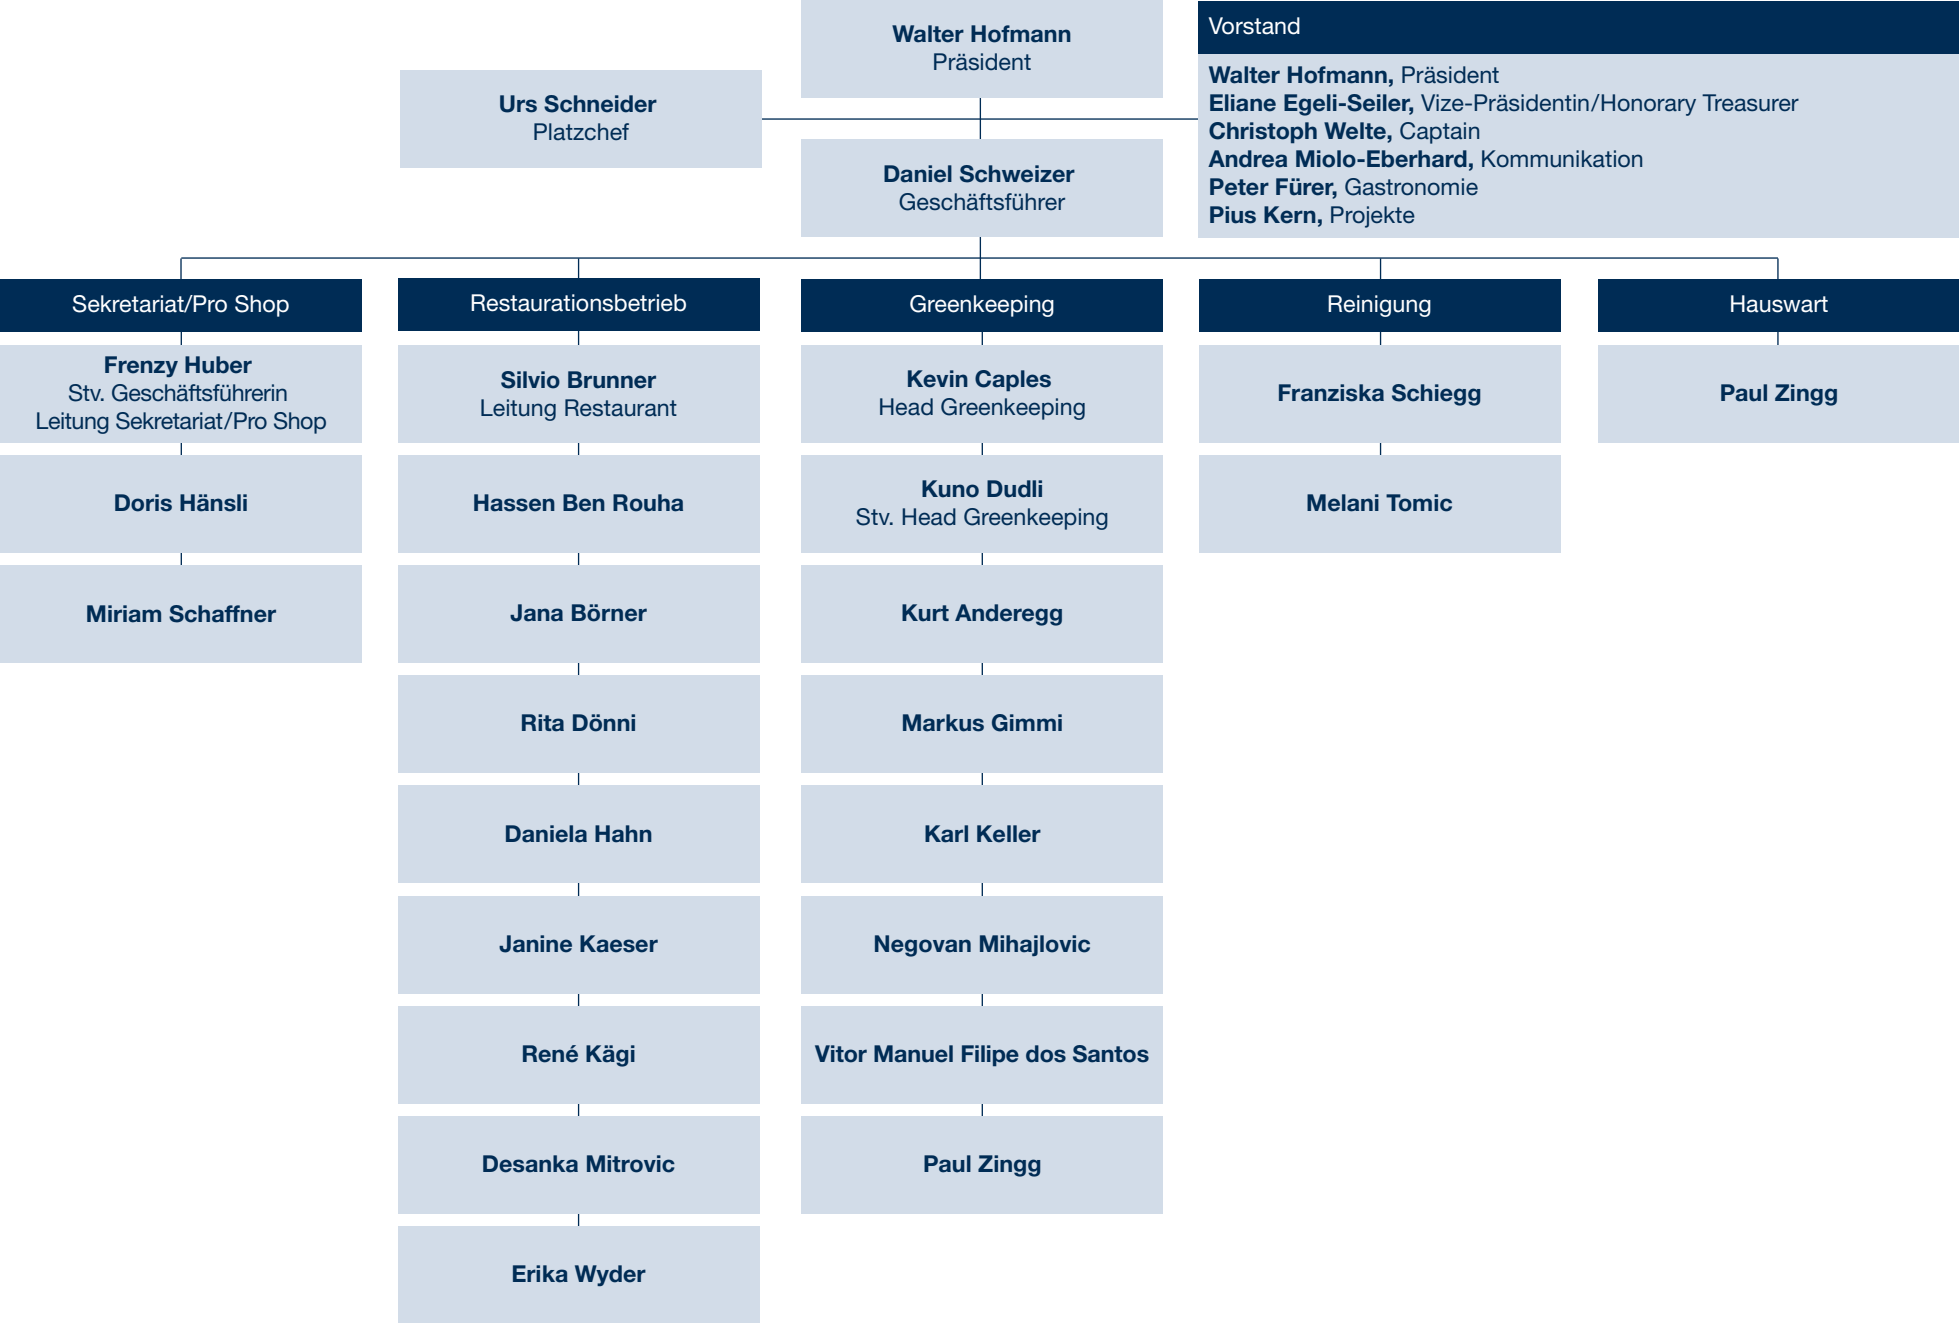 Walter Hofmann
Präsident
Urs Schneider
Platzchef
Daniel Schweizer
Geschäftsführer
Vorstand
Walter Hofmann, Präsident
Eliane Egeli-Seiler, Vize-Präsidentin/Honorary Treasurer
Christoph Welte, Captain
Andrea Miolo-Eberhard, Kommunikation
Peter Fürer, Gastronomie
Pius Kern, Projekte
Sekretariat/Pro Shop
Frenzy Huber
Stv. Geschäftsführerin
Leitung Sekretariat/Pro Shop
Doris Hänsli
Miriam Schaffner
Restaurationsbetrieb
Silvio Brunner
Leitung Restaurant
Hassen Ben Rouha
Jana Börner
Rita Dönni
Daniela Hahn
Janine Kaeser
René Kägi
Desanka Mitrovic
Erika Wyder
Greenkeeping
Kevin Caples
Head Greenkeeping
Kuno Dudli
Stv. Head Greenkeeping
Kurt Anderegg
Markus Gimmi
Karl Keller
Negovan Mihajlovic
Vitor Manuel Filipe dos Santos
Paul Zingg
Reinigung
Franziska Schiegg
Melani Tomic
Hauswart
Paul Zingg